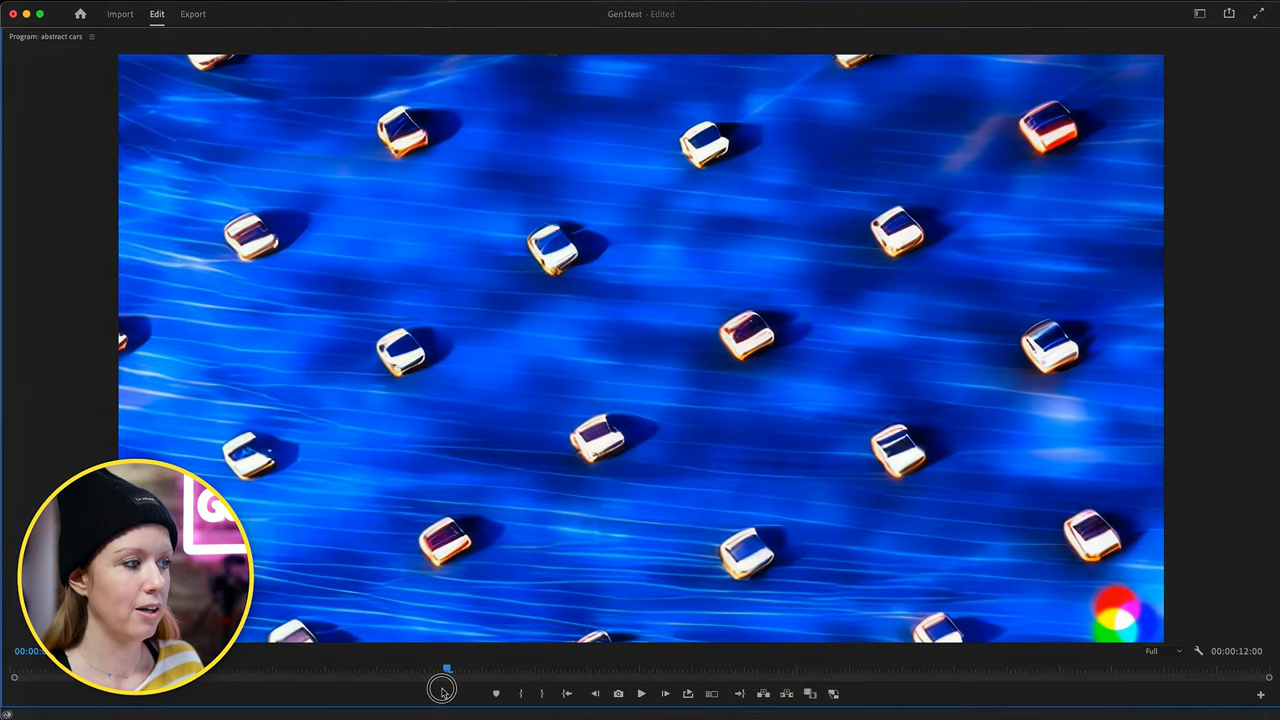 Import Edit Export
Gen1test - Edited
Program: abstract cars
Full
00:00:12:00